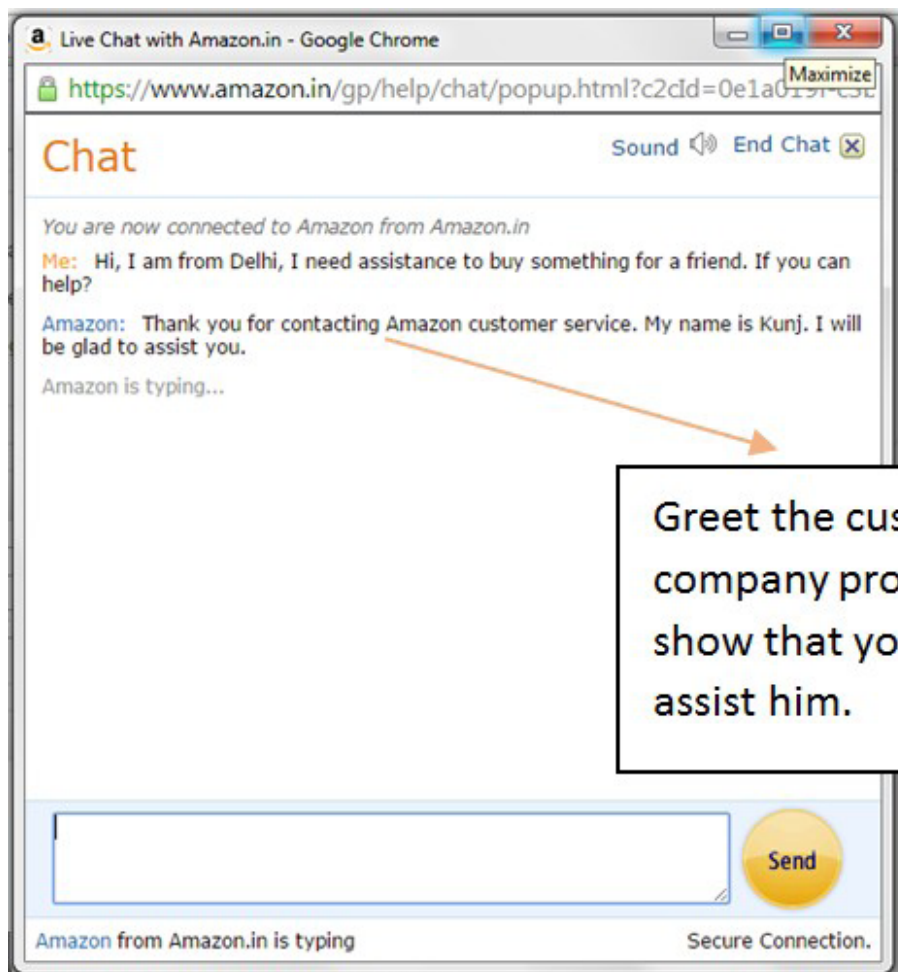 Live Chat with Amazon.in - Google Chrome
Maximize
https://www.amazon.in/gp/help/chat/popup.html?c2cId=0e1a019f-c3b
Chat
Sound End Chat
You are now connected to Amazon from Amazon.in
Me: Hi, I am from Delhi, I need assistance to buy something for a friend. If you can
help?
Amazon: Thank you for contacting Amazon customer service. My name is Kunj. I will
be glad to assist you.
Amazon is typing...
Greet the cus
company pro
show that yo
assist him.
Send
Amazon from Amazon.in is typing
Secure Connection.